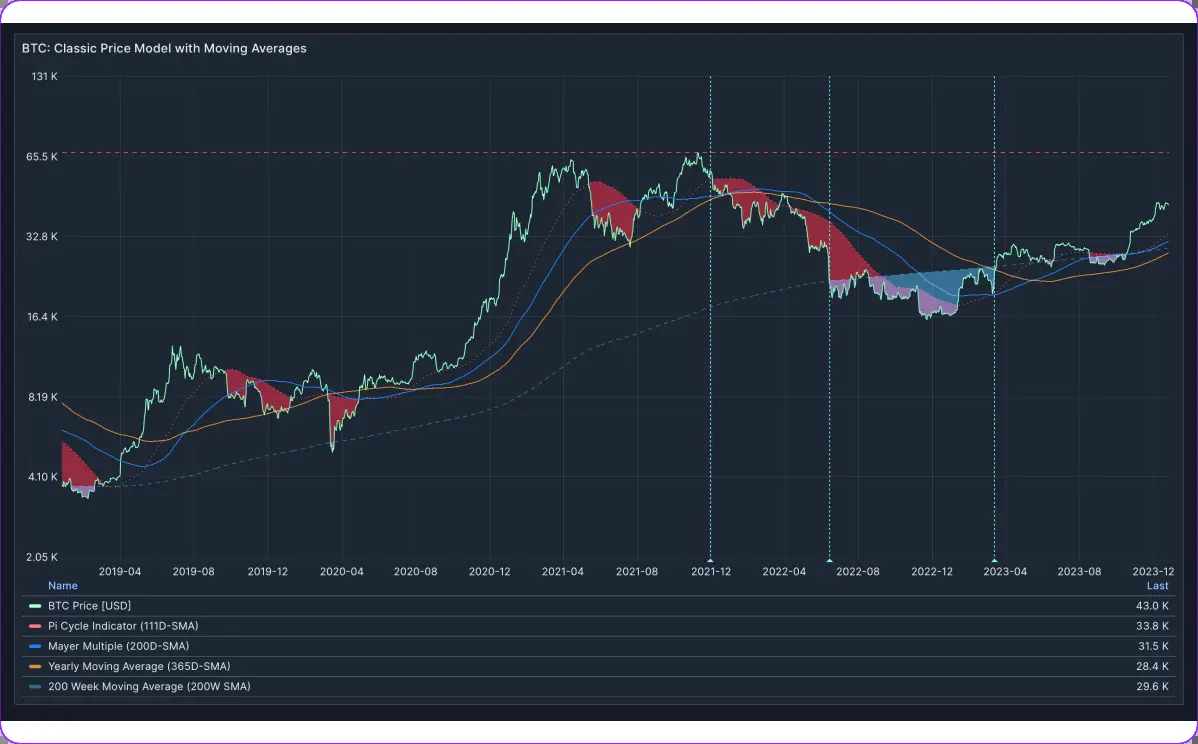 BTC: Classic Price Model with Moving Averages
131 K
65.5 K
32.8 K
16.4 K
8.19 K
4.10 K
2.05 K
2019-04 2019-08 2019-12 2020-04 2020-08 2020-12 2021-04 2021-08 2021-12 2022-04 2022-08 2022-12 2023-04 2023-08 2023-12
Name Last
BTC Price [USD] 43.0 K
Pi Cycle Indicator (111D-SMA) 33.8 K
Mayer Multiple (200D-SMA) 31.5 K
Yearly Moving Average (365D-SMA) 28.4 K
200 Week Moving Average (200W SMA) 29.6 K